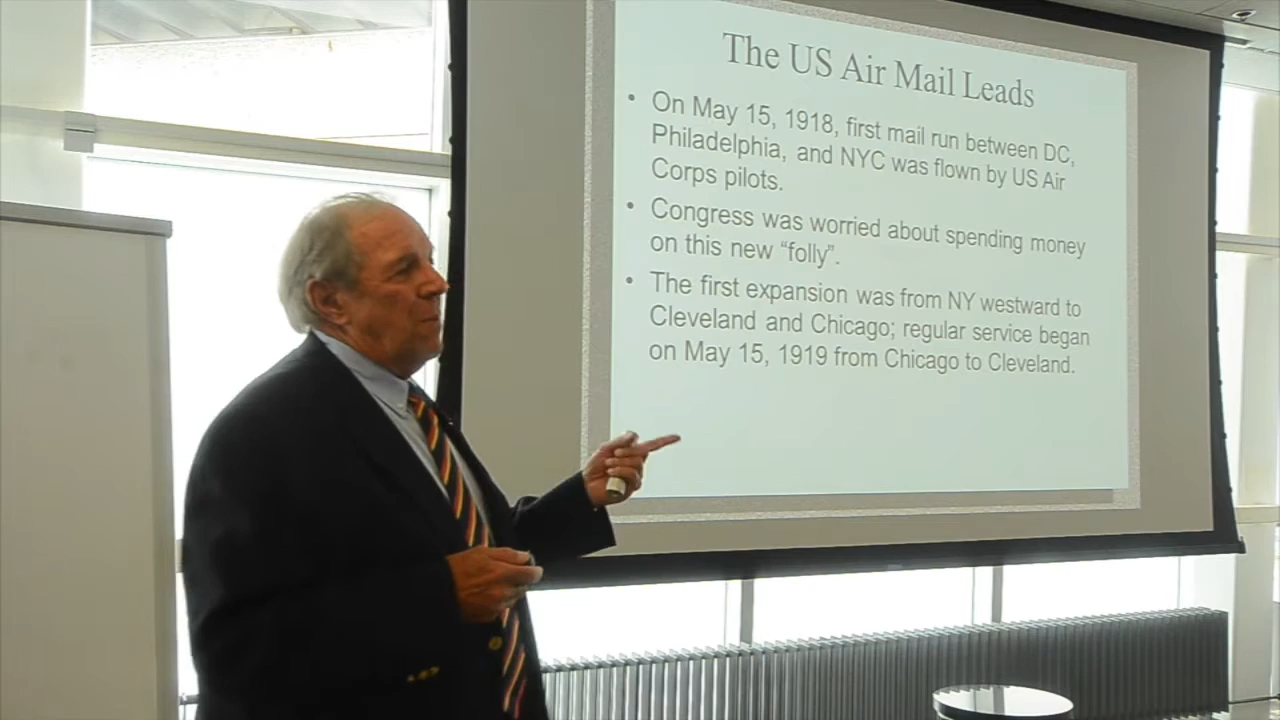 The US Air Mail Leads
• On May 15, 1918, first mail run between DC,
Philadelphia, and NYC was flown by US Air
Corps pilots.
• Congress was worried about spending money
on this new “folly”.
• The first expansion was from NY westward to
Cleveland and Chicago; regular service began
on May 15, 1919 from Chicago to Cleveland.